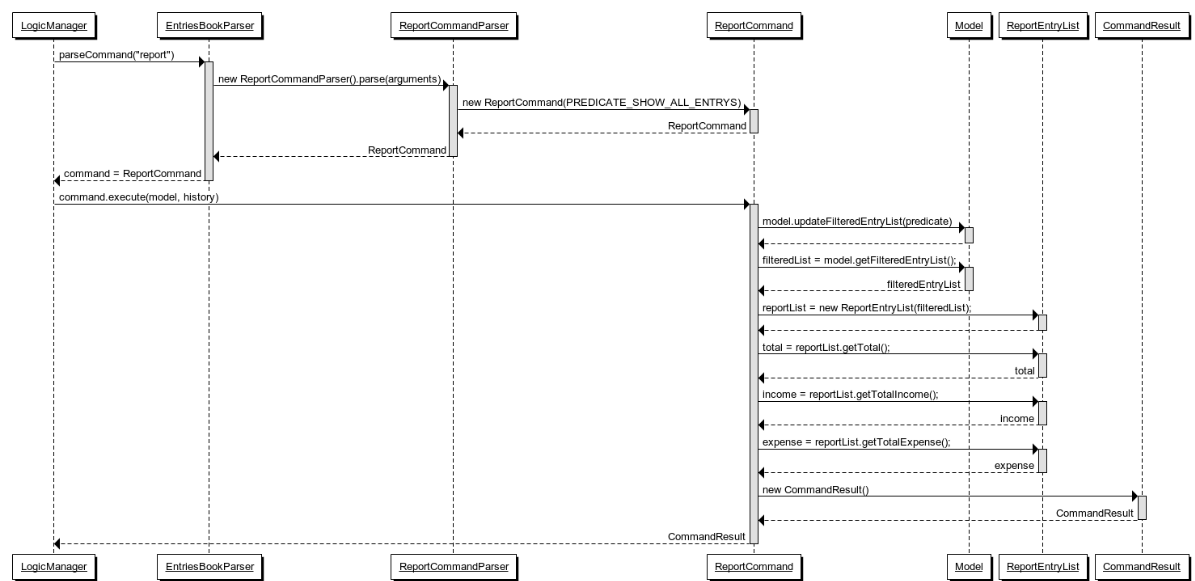 LogicManager
EntriesBookParser
ReportCommandParser
ReportCommand
Model
ReportEntryList
CommandResult
parseCommand("report")
new ReportCommandParser().parse(arguments)
new ReportCommand(PREDICATE_SHOW_ALL_ENTRYS)
ReportCommand
ReportCommand
command = ReportCommand
command.execute(model, history)
model.updateFilteredEntryList(predicate)
filteredList = model.getFilteredEntryList();
filteredEntryList
reportList = new ReportEntryList(filteredList);
total = reportList.getTotal();
total
income = reportList.getTotalIncome();
income
expense = reportList.getTotalExpense();
expense
new CommandResult()
CommandResult
CommandResult
LogicManager
EntriesBookParser
ReportCommandParser
ReportCommand
Model
ReportEntryList
CommandResult